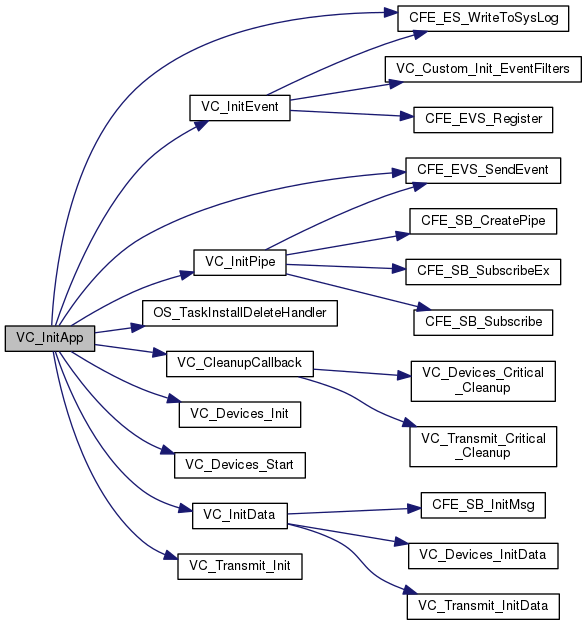 CFE_ES_WriteToSysLog
VC_Custom_Init_EventFilters
VC_InitEvent
CFE_EVS_Register
CFE_EVS_SendEvent
CFE_SB_CreatePipe
VC_InitPipe
CFE_SB_SubscribeEx
OS_TaskInstallDeleteHandler
CFE_SB_Subscribe
VC_InitApp
VC_CleanupCallback
VC_Devices_Critical
_Cleanup
VC_Devices_Init
VC_Transmit_Critical
_Cleanup
VC_Devices_Start
CFE_SB_InitMsg
VC_InitData
VC_Devices_InitData
VC_Transmit_Init
VC_Transmit_InitData